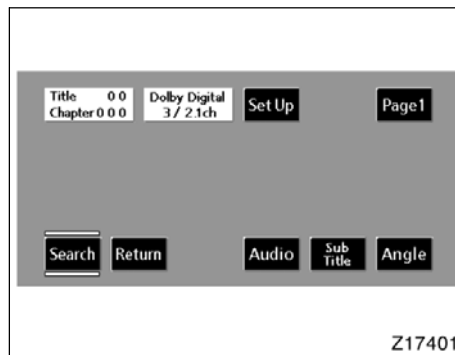 Title 0 0
Chapter 0 0 0
Dolby Digital
3 / 2.1ch
Set Up
Page1
Search
Return
Audio
Sub
Title
Angle
Z17401